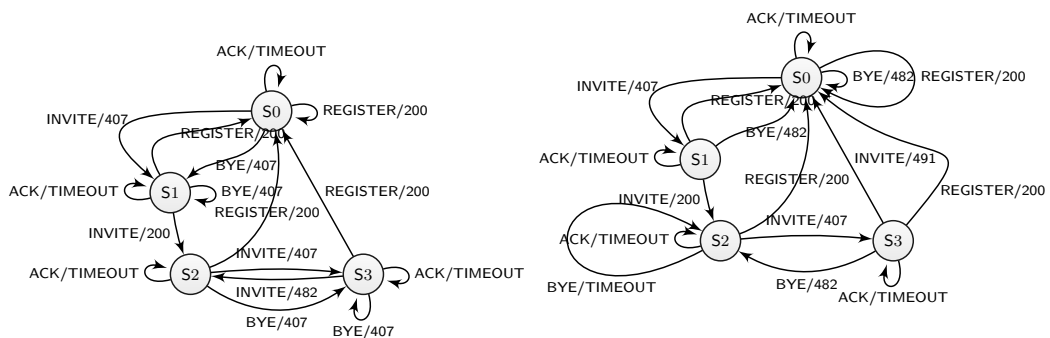 ACK/TIMEOUT
S0
REGISTER/200
INVITE/407
REGISTER/200
BYE/407
ACK/TIMEOUT
S1
BYE/407
REGISTER/200
INVITE/200
INVITE/407
ACK/TIMEOUT
S2
S3
ACK/TIMEOUT
INVITE/482
BYE/407
BYE/407
ACK/TIMEOUT
S0
BYE/482
REGISTER/200
INVITE/407
REGISTER/200
BYE/482
ACK/TIMEOUT
S1
INVITE/491
REGISTER/200
REGISTER/200
INVITE/200
INVITE/407
ACK/TIMEOUT
S2
S3
BYE/TIMEOUT
BYE/482
ACK/TIMEOUT